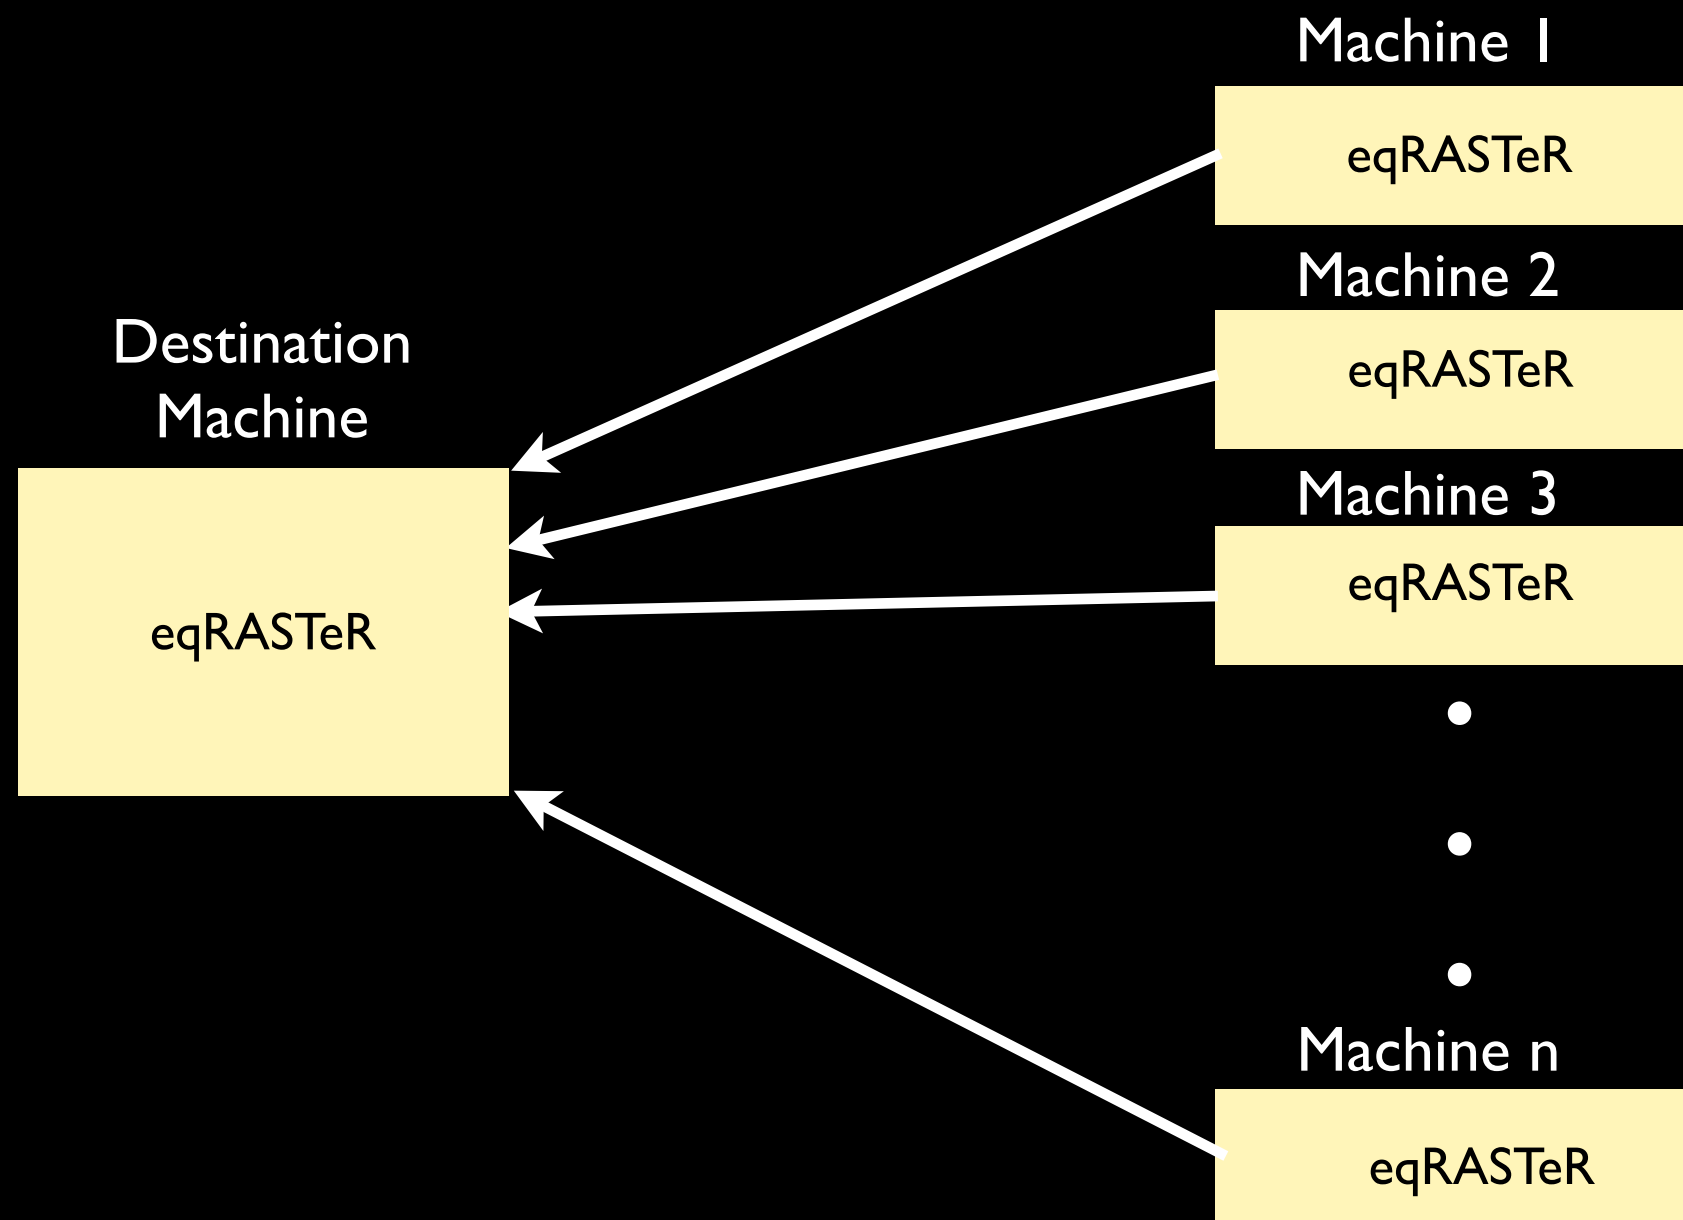 Machine 1
eqRASTeR
Machine 2
eqRASTeR
Destination
Machine
Machine 3
eqRASTeR
eqRASTeR
Machine n
eqRASTeR